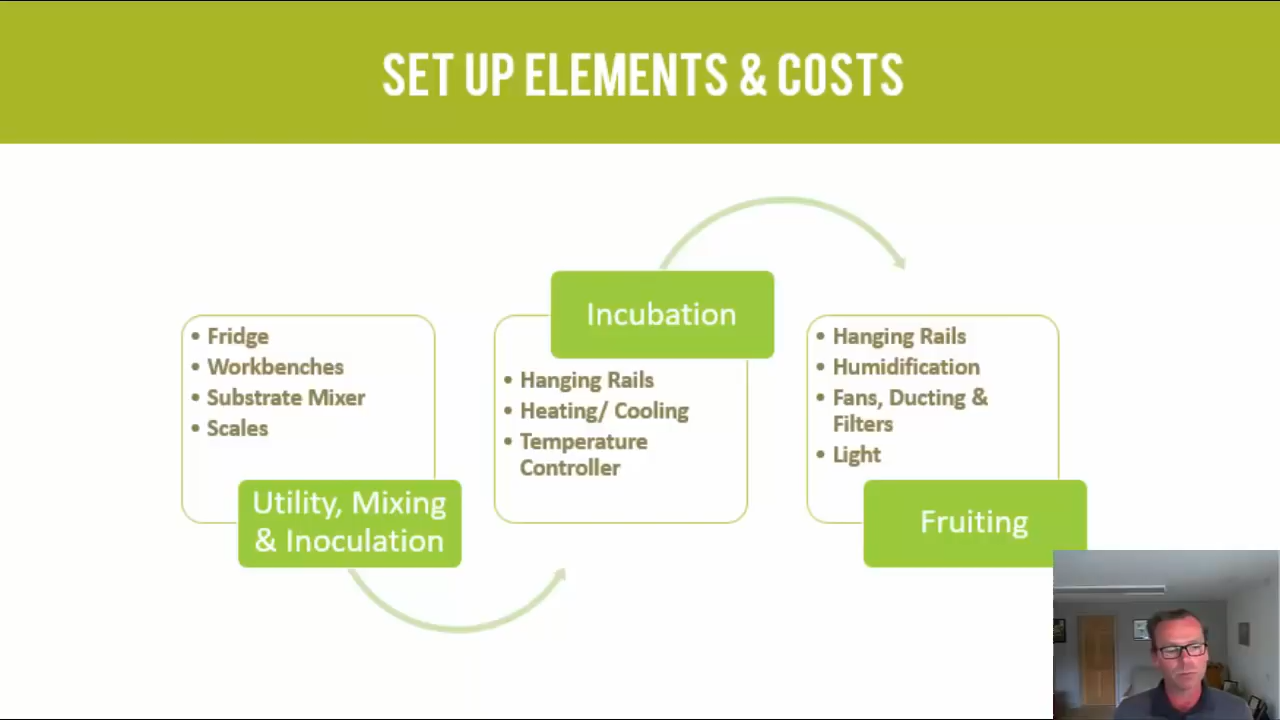 SET UP ELEMENTS & COSTS
• Fridge
• Workbenches
• Substrate Mixer
• Scales
Utility, Mixing
& Inoculation
Incubation
• Hanging Rails
• Heating/ Cooling
• Temperature
Controller
• Hanging Rails
• Humidification
• Fans, Ducting &
Filters
• Light
Fruiting